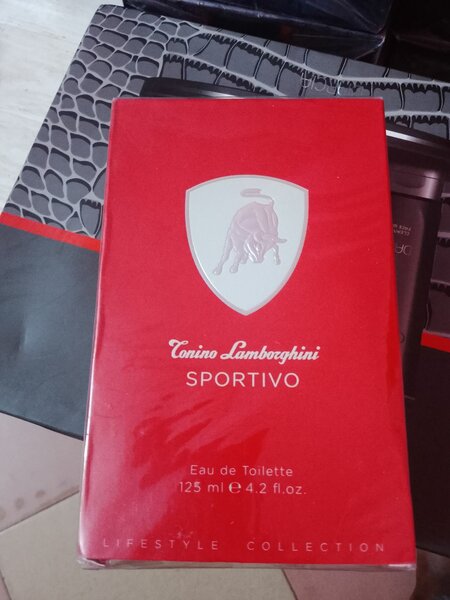 Tonino Lamborghini
SPORTIVO
Eau de Toilette
125 ml ℮ 4.2 fl.oz.
LIFESTYLE COLLECTION